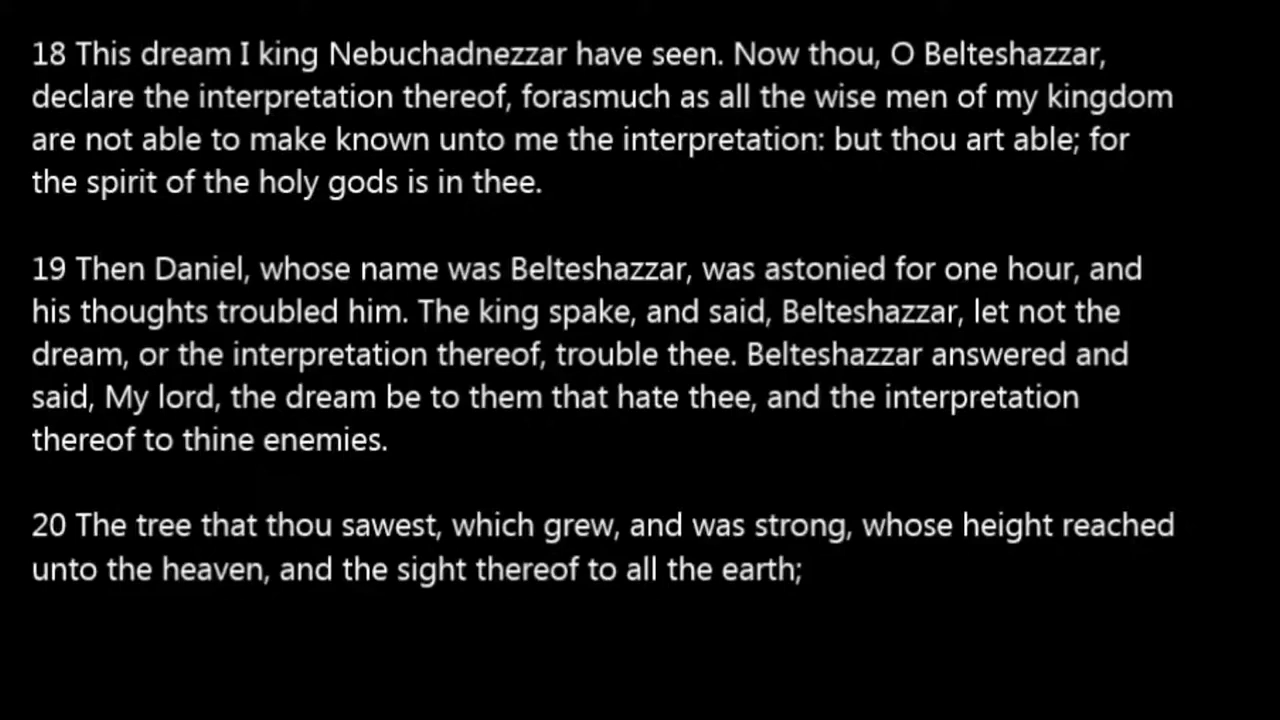 18 This dream I king Nebuchadnezzar have seen. Now thou, O Belteshazzar,
declare the interpretation thereof, forasmuch as all the wise men of my kingdom
are not able to make known unto me the interpretation: but thou art able; for
the spirit of the holy gods is in thee.
19 Then Daniel, whose name was Belteshazzar, was astonied for one hour, and
his thoughts troubled him. The king spake, and said, Belteshazzar, let not the
dream, or the interpretation thereof, trouble thee. Belteshazzar answered and
said, My lord, the dream be to them that hate thee, and the interpretation
thereof to thine enemies.
20 The tree that thou sawest, which grew, and was strong, whose height reached
unto the heaven, and the sight thereof to all the earth;